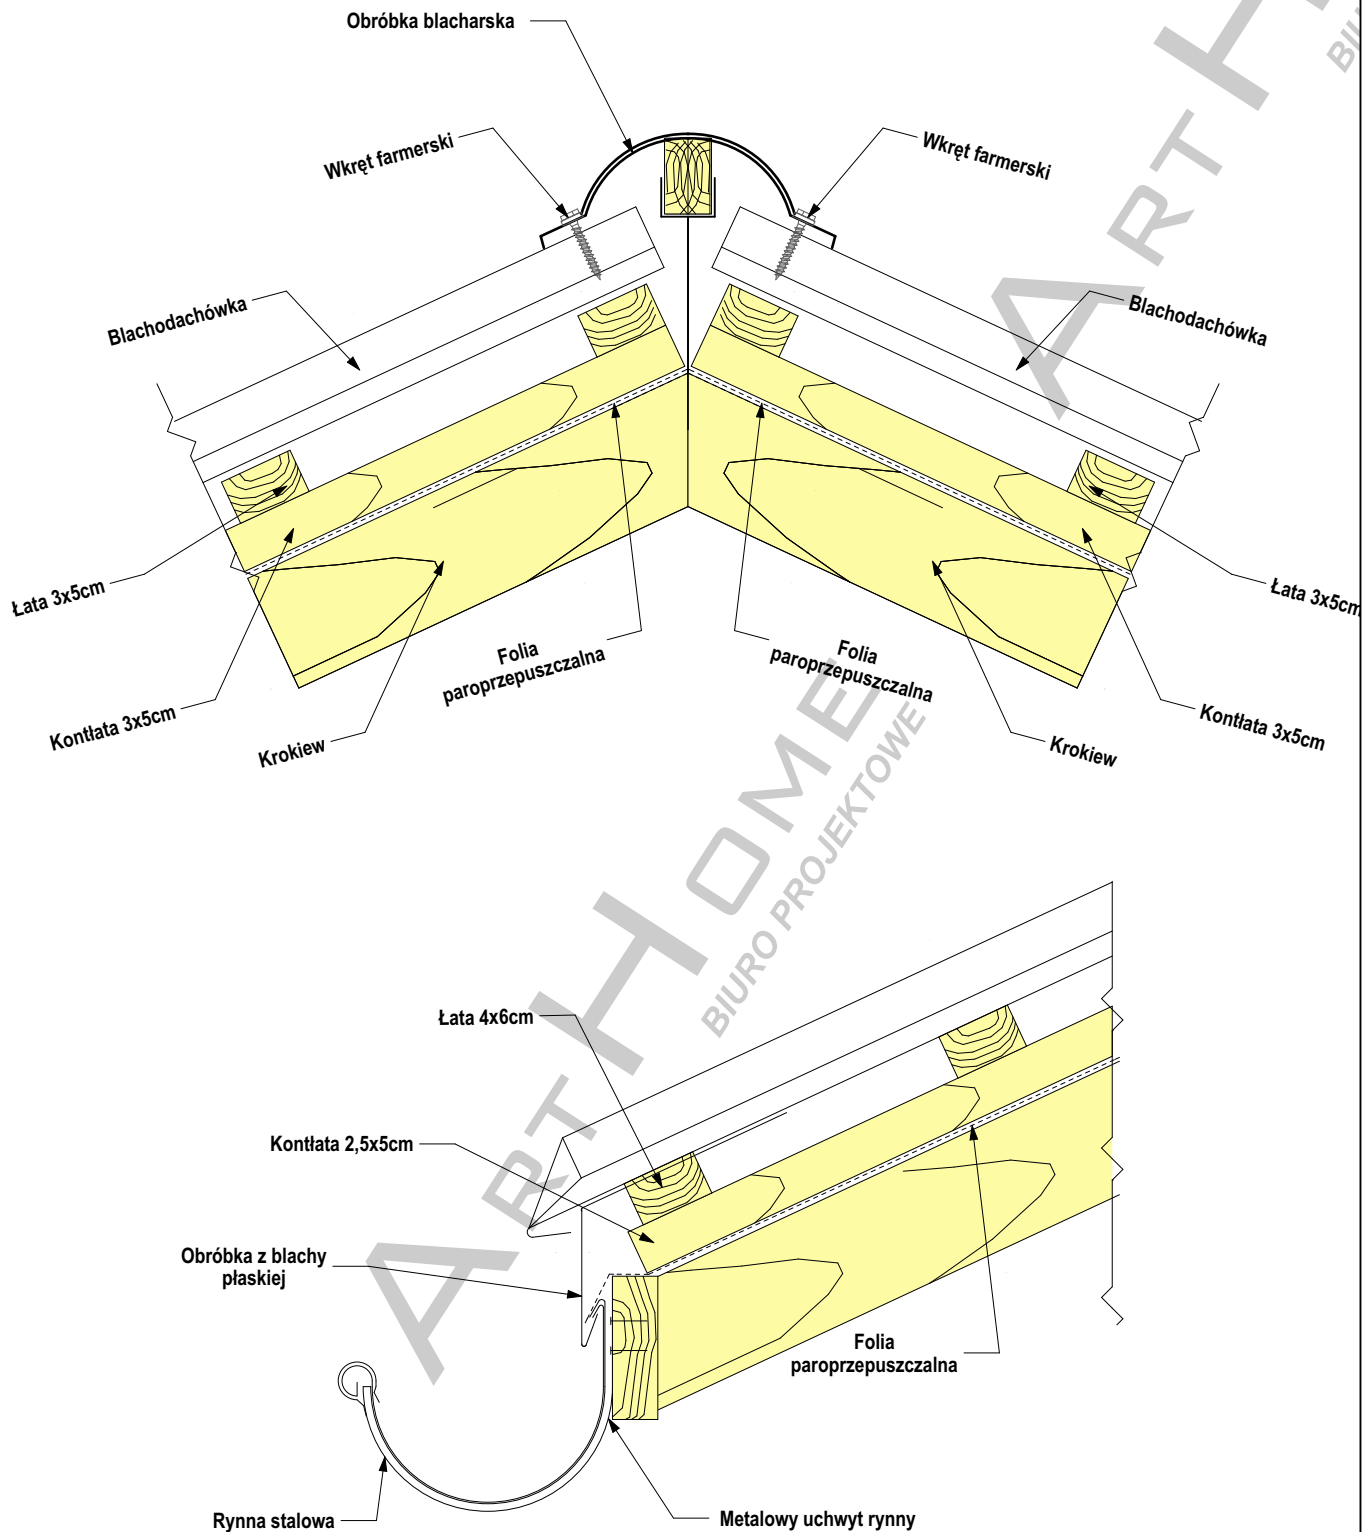 Obróbka blacharska
Wkręt farmerski
Wkręt farmerski
Blachodachówka
Blachodachówka
Łata 3x5cm
Łata 3x5cm
Folia
paroprzepuszczalna
Folia
paroprzepuszczalna
Kontłata 3x5cm
Kontłata 3x5cm
Krokiew
Krokiew
ART HOME
BIURO PROJEKTOWE
Łata 4x6cm
Kontłata 2,5x5cm
Obróbka z blachy
płaskiej
Folia
paroprzepuszczalna
Rynna stalowa
Metalowy uchwyt rynny
ART H
BIU